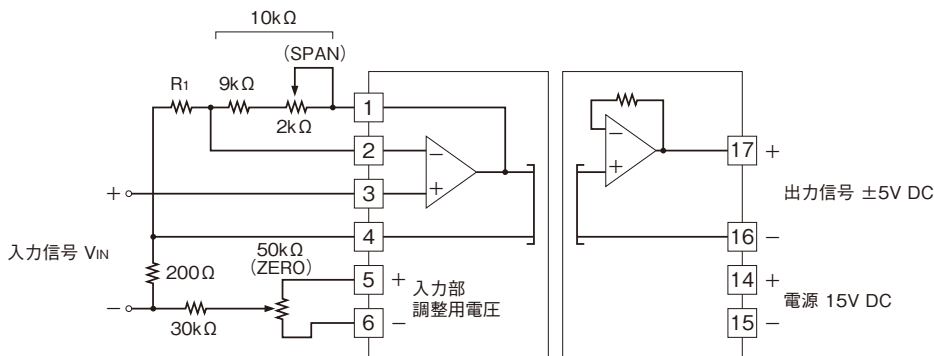 10kΩ
(SPAN)
R1
9kΩ
2kΩ
1
2
3
4
5
6
−
+
+
入力信号 VIN
−
200Ω
30kΩ
50kΩ
(ZERO)
+
−
入力部
調整用電圧
−
+
17
+
出力信号 ±5V DC
16
−
14
+
電源 15V DC
15
−